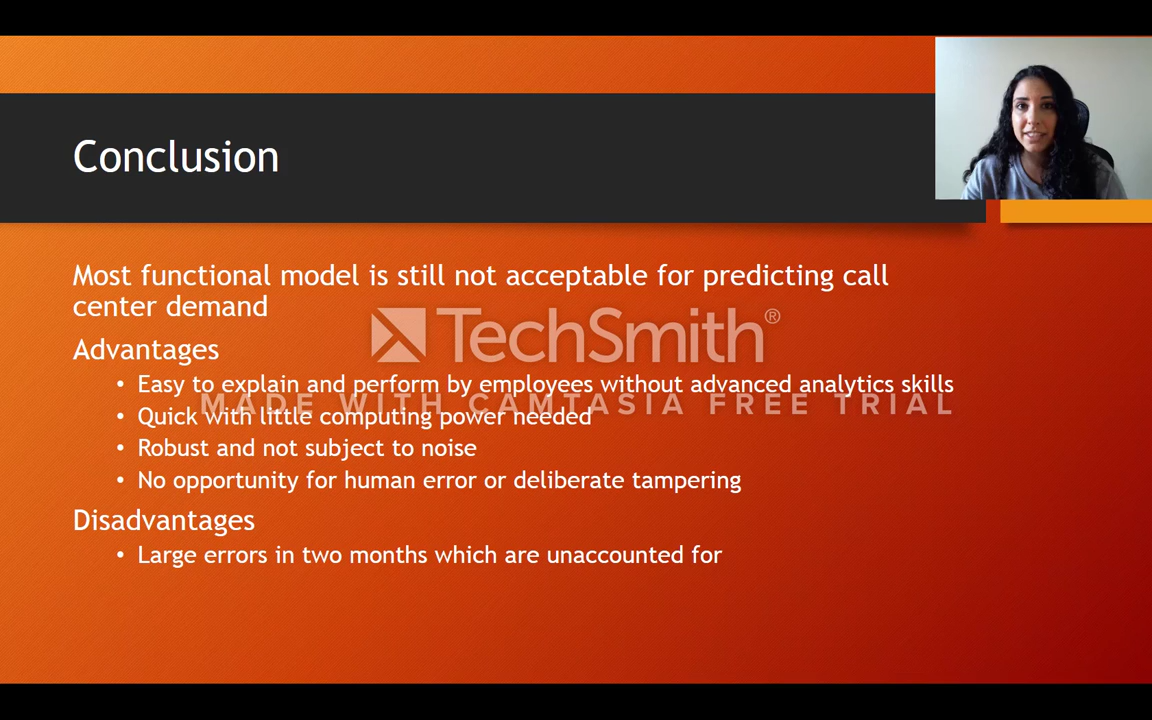 Conclusion
Most functional model is still not acceptable for predicting call
center demand
TechSmith®
Advantages
• Easy to explain and perform by employees without advanced analytics skills
MADE WITH CAMTASIA FREE TRIAL
• Quick with little computing power needed
• Robust and not subject to noise
• No opportunity for human error or deliberate tampering
Disadvantages
• Large errors in two months which are unaccounted for